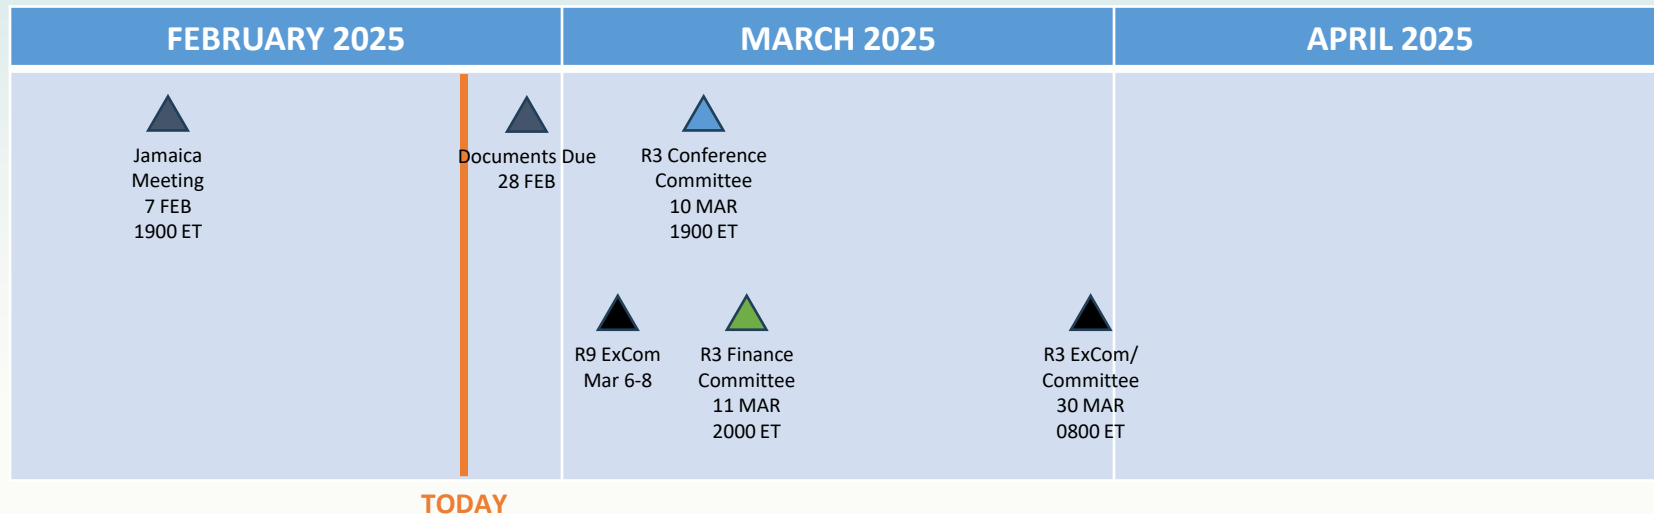 FEBRUARY 2025
MARCH 2025
APRIL 2025
Jamaica
Meeting
7 FEB
1900 ET
Documents Due
28 FEB
R3 Conference
Committee
10 MAR
1900 ET
R9 ExCom
Mar 6-8
R3 Finance
Committee
11 MAR
2000 ET
R3 ExCom/
Committee
30 MAR
0800 ET
TODAY